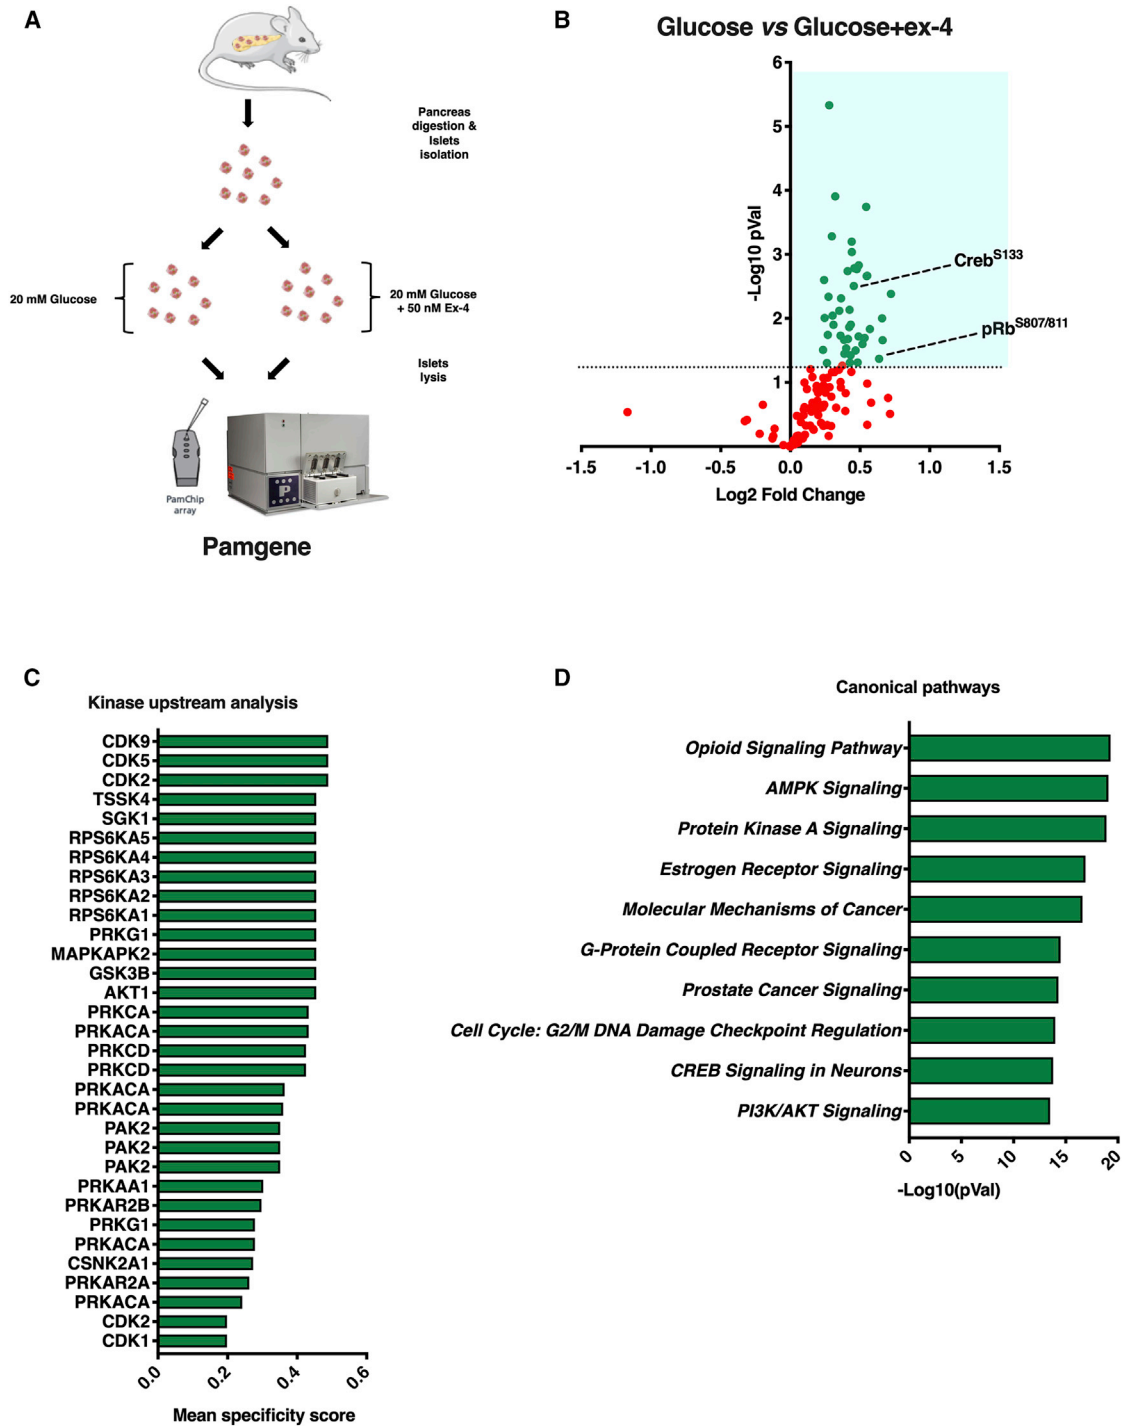 A
Pancreas
digestion &
Islets
isolation
20 mM Glucose
20 mM Glucose
+ 50 nM Ex-4
Islets
lysis
PamChip
array
P
Pamgene
B
Glucose vs Glucose+ex-4
6
5
4
3
2
1
-Log10 pVal
CrebS133
pRbS807/811
-1.5
-1.0
-0.5
0.0
0.5
1.0
1.5
Log2 Fold Change
C
Kinase upstream analysis
CDK9
CDK5
CDK2
TSSK4
SGK1
RPS6KA5
RPS6KA4
RPS6KA3
RPS6KA2
RPS6KA1
PRKG1
MAPKAPK2
GSK3B
AKT1
PRKCA
PRKACA
PRKCD
PRKCD
PRKACA
PRKACA
PAK2
PAK2
PAK2
PRKAA1
PRKAR2B
PRKG1
PRKACA
CSNK2A1
PRKAR2A
PRKACA
CDK2
CDK1
0.0
0.2
0.4
0.6
Mean specificity score
D
Canonical pathways
Opioid Signaling Pathway
AMPK Signaling
Protein Kinase A Signaling
Estrogen Receptor Signaling
Molecular Mechanisms of Cancer
G-Protein Coupled Receptor Signaling
Prostate Cancer Signaling
Cell Cycle: G2/M DNA Damage Checkpoint Regulation
CREB Signaling in Neurons
PI3K/AKT Signaling
0
5
10
15
20
-Log10(pVal)